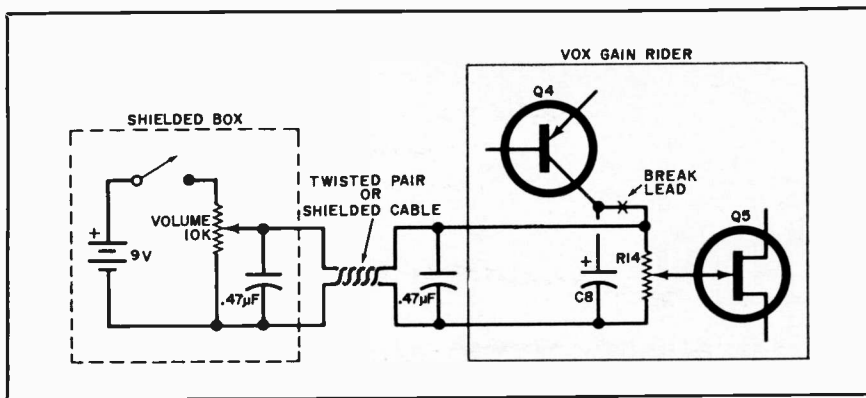 VOX GAIN RIDER
SHIELDED BOX
Q4
BREAK
LEAD
TWISTED PAIR
OR
SHIELDED CABLE
Q5
VOLUME
10K
+
9V
.47µF
.47µF
+
C8
R14